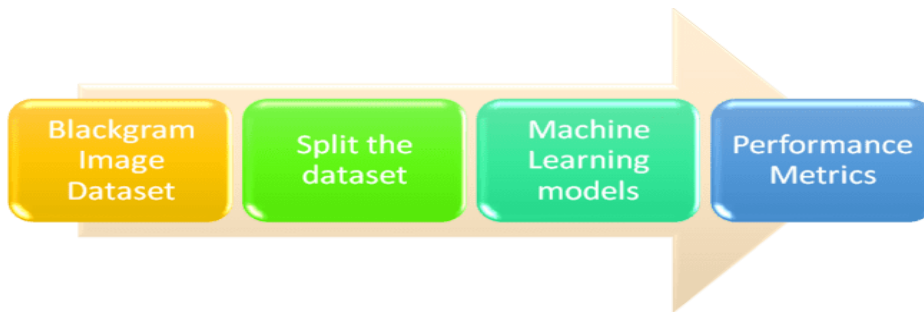 Blackgram
Image
Dataset
Split the
dataset
Machine
Learning
models
Performance
Metrics